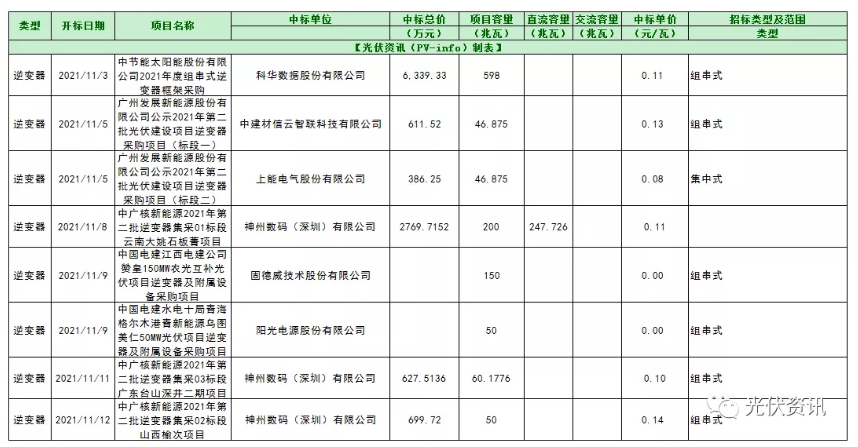 类型 开标日期 项目名称 中标单位 中标总价 项目容量 直流容量 交流容量 中标单价 招标类型及范围
（万元） （兆瓦） （兆瓦） （兆瓦） （元/瓦） 类型
【光伏资讯（PV-info）制表】
逆变器 2021/11/3 中节能太阳能股份有限公司2021年度组串式逆变器框架采购 科华数据股份有限公司 6,339.33 598 0.11 组串式
逆变器 2021/11/5 广州发展新能源股份有限公司公示2021年第二批光伏建设项目逆变器采购项目（标段一） 中建材信云智联科技有限公司 611.52 46.875 0.13 组串式
逆变器 2021/11/5 广州发展新能源股份有限公司公示2021年第二批光伏建设项目逆变器采购项目（标段二） 上能电气股份有限公司 386.25 46.875 0.08 集中式
逆变器 2021/11/8 中广核新能源2021年第二批逆变器集采01标段云南大姚石板箐项目 神州数码（深圳）有限公司 2769.7152 200 247.726 0.11
逆变器 2021/11/9 中国电建江西电建公司赞皇150MW农光互补光伏项目逆变器及附属设备采购项目 固德威技术股份有限公司 150 0.00 组串式
逆变器 2021/11/9 中国电建水电十局青海格尔木港青新能源乌图美仁50MW光伏项目逆变器及附属设备采购项目 阳光电源股份有限公司 50 0.00 组串式
逆变器 2021/11/11 中广核新能源2021年第二批逆变器集采03标段广东台山深井二期项目 神州数码（深圳）有限公司 627.5136 60.1776 0.10 组串式
逆变器 2021/11/12 中广核新能源2021年第二批逆变器集采02标段山西榆次项目 神州数码（深圳）有限公司 699.72 50 0.14 组串式
光伏资讯